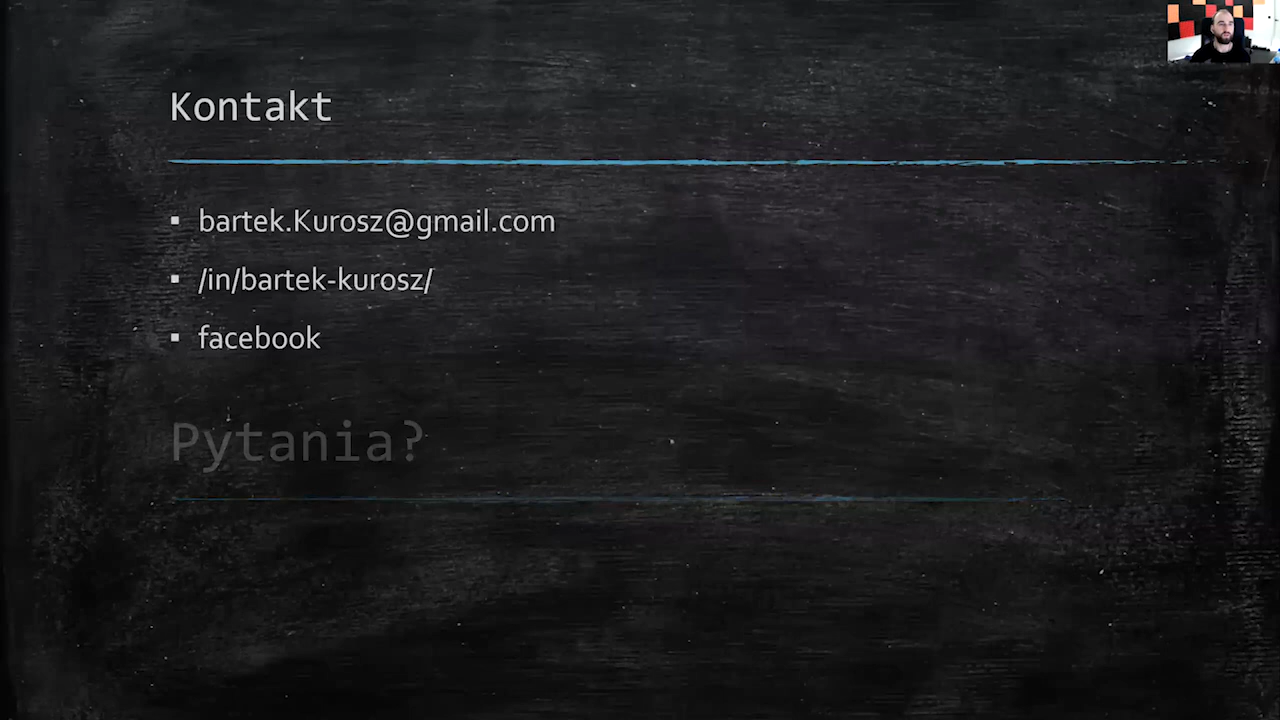 Kontakt
bartek.Kurosz@gmail.com
/in/bartek-kurosz/
facebook
Pytania?